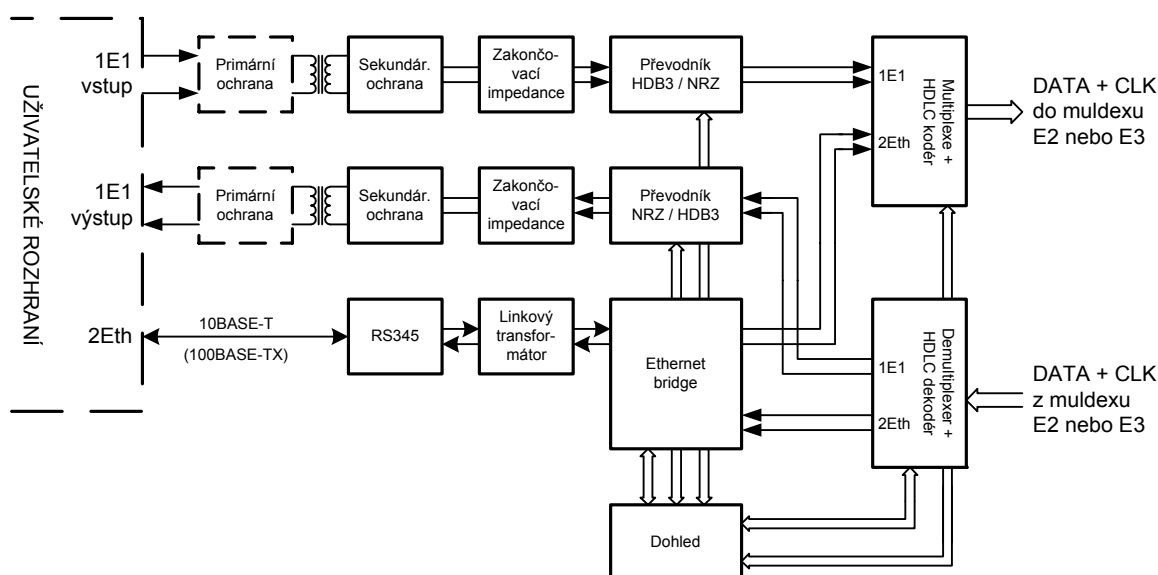 UŽIVATELSKÉ ROZHRANÍ
1E1
vstup
Primární
ochrana
Sekundár.
ochrana
Zakončo-
vací
impedance
Převodník
HDB3 / NRZ
1E1
2Eth
Multiplexe +
HDLC kodér
DATA + CLK
do muldexu
E2 nebo E3
1E1
výstup
Primární
ochrana
Sekundár.
ochrana
Zakončo-
vací
impedance
Převodník
NRZ / HDB3
2Eth
10BASE-T
(100BASE-TX)
RS345
Linkový
transfor-
mátor
Ethernet
bridge
1E1
2Eth
Demultiplexer +
HDLC dekodér
DATA + CLK
z muldexu
E2 nebo E3
Dohled